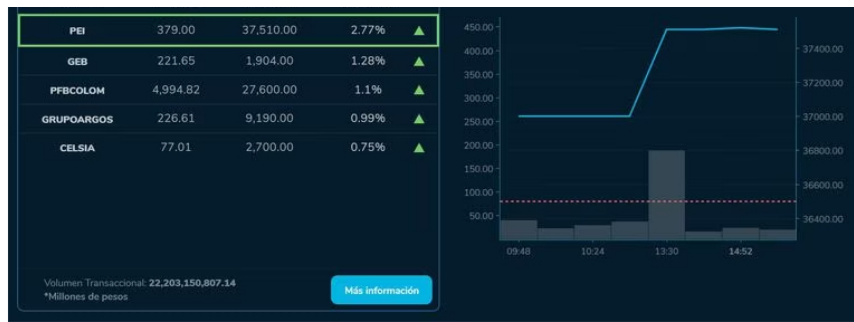 PEI 379.00 37,510.00 2.77% ▲
GEB 221.65 1,904.00 1.28% ▲
PFBCOLOM 4,994.82 27,600.00 1.1% ▲
GRUPOARGOS 226.61 9,190.00 0.99% ▲
CELSIA 77.01 2,700.00 0.75% ▲
Volumen Transaccional: 22,203,150,807.14
*Millones de pesos
Más información
450.00
400.00
350.00
300.00
250.00
200.00
150.00
100.00
50.00
37400.00
37200.00
37000.00
36800.00
36600.00
36400.00
09:48 10:24 13:30 14:52